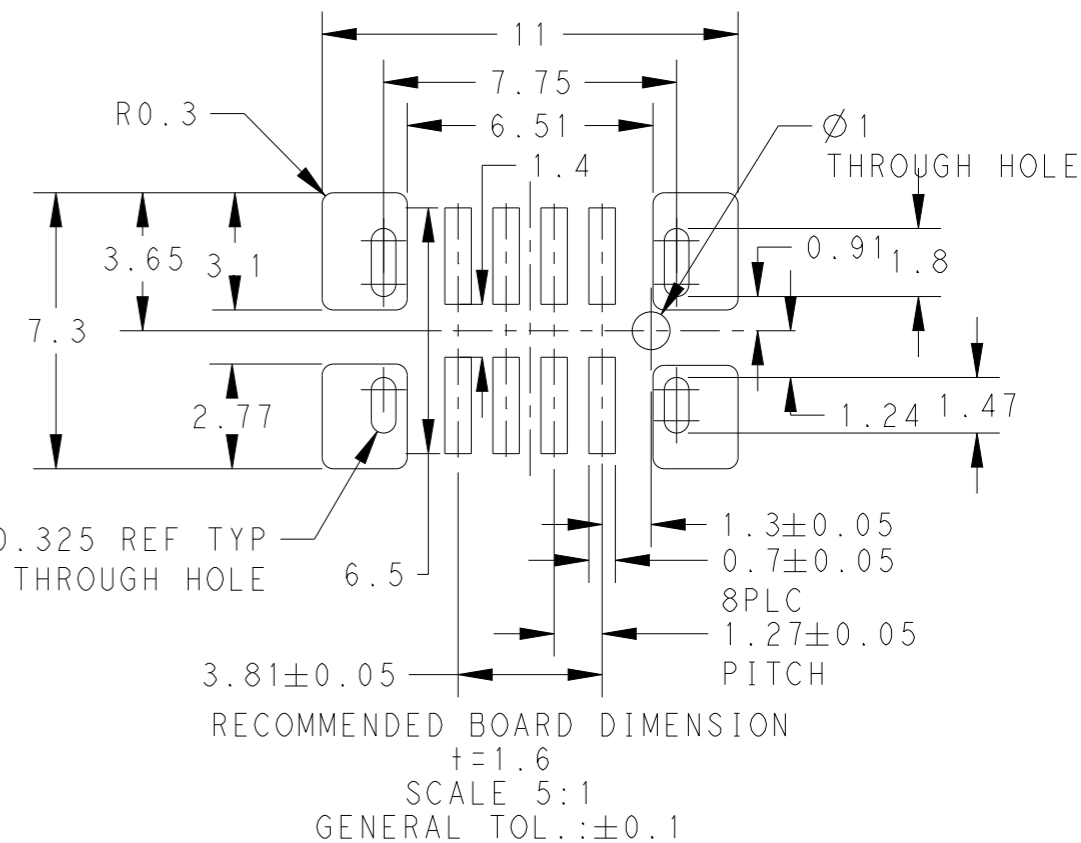 11
7.75
R0.3
6.51
Ø1
THROUGH HOLE
1.4
3.65
3.1
0.91
1.8
7.3
2.77
1.24
1.47
0.325 REF TYP
THROUGH HOLE
6.5
1.3±0.05
0.7±0.05
8PLC
1.27±0.05
PITCH
3.81±0.05
RECOMMENDED BOARD DIMENSION
t=1.6
SCALE 5:1
GENERAL TOL.:±0.1